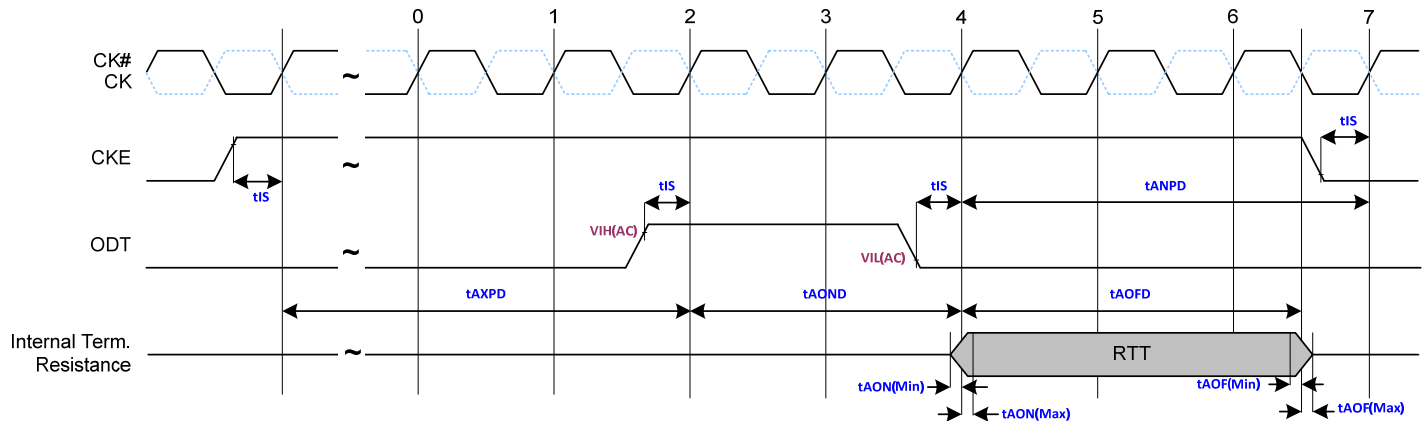 0 1 2 3 4 5 6 7
CK#
CK
~
tIS
CKE
~
tIS
tIS
tIS
tANPD
VIH(AC)
ODT
~
VIL(AC)
tAXPD
tAOND
tAOFD
Internal Term.
Resistance
~
RTT
tAON(Min)
tAOF(Min)
tAON(Max)
tAOF(Max)